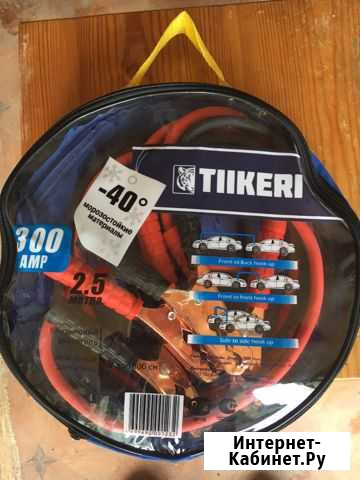 TIIKERI
-40°
морозостойкие
материалы
300
AMP
2.5
МЕТРА
Front to Back hook up
Front to Front hook up
Side to side hook up
Интернет-
Кабинет.Ру